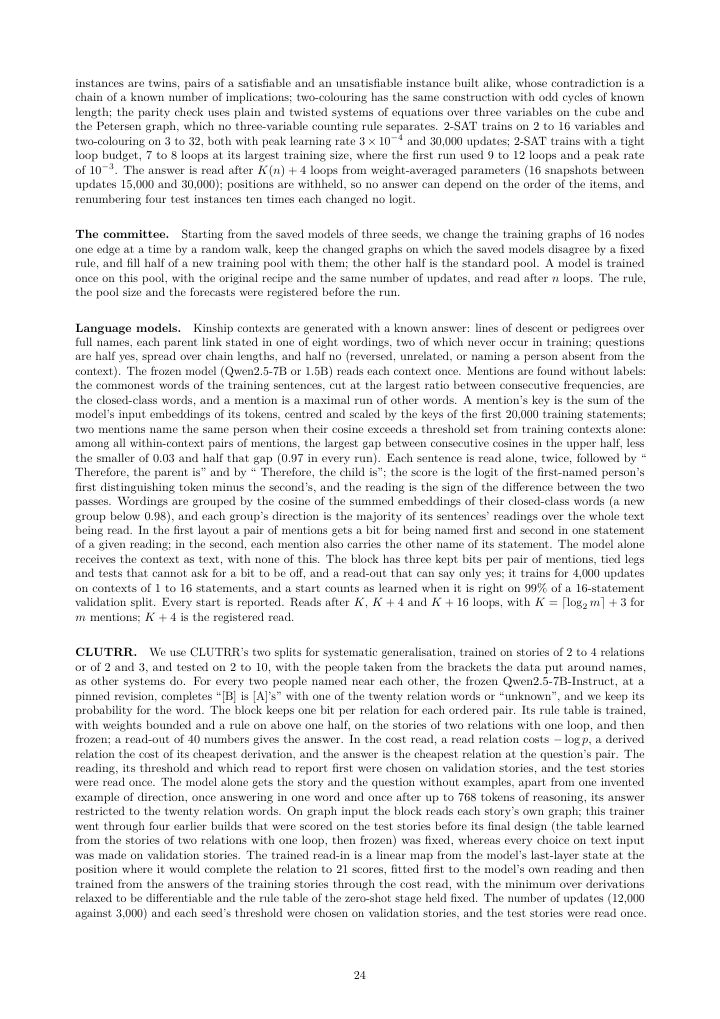 instances are twins, pairs of a satisfiable and an unsatisfiable instance built alike, whose contradiction is a
chain of a known number of implications; two-colouring has the same construction with odd cycles of known
length; the parity check uses plain and twisted systems of equations over three variables on the cube and
the Petersen graph, which no three-variable counting rule separates. 2-SAT trains on 2 to 16 variables and
two-colouring on 3 to 32, both with peak learning rate 3 × 10⁻⁴ and 30,000 updates; 2-SAT trains with a tight
loop budget, 7 to 8 loops at its largest training size, where the first run used 9 to 12 loops and a peak rate
of 10⁻³. The answer is read after K(n) + 4 loops from weight-averaged parameters (16 snapshots between
updates 15,000 and 30,000); positions are withheld, so no answer can depend on the order of the items, and
renumbering four test instances ten times each changed no logit.
The committee. Starting from the saved models of three seeds, we change the training graphs of 16 nodes
one edge at a time by a random walk, keep the changed graphs on which the saved models disagree by a fixed
rule, and fill half of a new training pool with them; the other half is the standard pool. A model is trained
once on this pool, with the original recipe and the same number of updates, and read after n loops. The rule,
the pool size and the forecasts were registered before the run.
Language models. Kinship contexts are generated with a known answer: lines of descent or pedigrees over
full names, each parent link stated in one of eight wordings, two of which never occur in training; questions
are half yes, spread over chain lengths, and half no (reversed, unrelated, or naming a person absent from the
context). The frozen model (Qwen2.5-7B or 1.5B) reads each context once. Mentions are found without labels:
the commonest words of the training sentences, cut at the largest ratio between consecutive frequencies, are
the closed-class words, and a mention is a maximal run of other words. A mention's key is the sum of the
model's input embeddings of its tokens, centred and scaled by the keys of the first 20,000 training statements;
two mentions name the same person when their cosine exceeds a threshold set from training contexts alone:
among all within-context pairs of mentions, the largest gap between consecutive cosines in the upper half, less
the smaller of 0.03 and half that gap (0.97 in every run). Each sentence is read alone, twice, followed by “
Therefore, the parent is” and by “ Therefore, the child is”; the score is the logit of the first-named person's
first distinguishing token minus the second's, and the reading is the sign of the difference between the two
passes. Wordings are grouped by the cosine of the summed embeddings of their closed-class words (a new
group below 0.98), and each group's direction is the majority of its sentences' readings over the whole text
being read. In the first layout a pair of mentions gets a bit for being named first and second in one statement
of a given reading; in the second, each mention also carries the other name of its statement. The model alone
receives the context as text, with none of this. The block has three kept bits per pair of mentions, tied legs
and tests that cannot ask for a bit to be off, and a read-out that can say only yes; it trains for 4,000 updates
on contexts of 1 to 16 statements, and a start counts as learned when it is right on 99% of a 16-statement
validation split. Every start is reported. Reads after K, K + 4 and K + 16 loops, with K = ⌈log₂ m⌉ + 3 for
m mentions; K + 4 is the registered read.
CLUTRR. We use CLUTRR's two splits for systematic generalisation, trained on stories of 2 to 4 relations
or of 2 and 3, and tested on 2 to 10, with the people taken from the brackets the data put around names,
as other systems do. For every two people named near each other, the frozen Qwen2.5-7B-Instruct, at a
pinned revision, completes “[B] is [A]'s” with one of the twenty relation words or “unknown”, and we keep its
probability for the word. The block keeps one bit per relation for each ordered pair. Its rule table is trained,
with weights bounded and a rule on above one half, on the stories of two relations with one loop, and then
frozen; a read-out of 40 numbers gives the answer. In the cost read, a read relation costs − log p, a derived
relation the cost of its cheapest derivation, and the answer is the cheapest relation at the question's pair. The
reading, its threshold and which read to report first were chosen on validation stories, and the test stories
were read once. The model alone gets the story and the question without examples, apart from one invented
example of direction, once answering in one word and once after up to 768 tokens of reasoning, its answer
restricted to the twenty relation words. On graph input the block reads each story's own graph; this trainer
went through four earlier builds that were scored on the test stories before its final design (the table learned
from the stories of two relations with one loop, then frozen) was fixed, whereas every choice on text input
was made on validation stories. The trained read-in is a linear map from the model's last-layer state at the
position where it would complete the relation to 21 scores, fitted first to the model's own reading and then
trained from the answers of the training stories through the cost read, with the minimum over derivations
relaxed to be differentiable and the rule table of the zero-shot stage held fixed. The number of updates (12,000
against 3,000) and each seed's threshold were chosen on validation stories, and the test stories were read once.
24